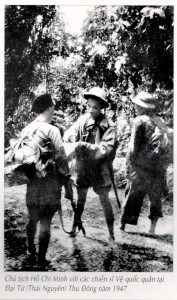 Chủ tịch Hồ Chí Minh với các chiến sĩ Vệ quốc quân tại
Đại Từ (Thái Nguyên) Thu Đông năm 1947